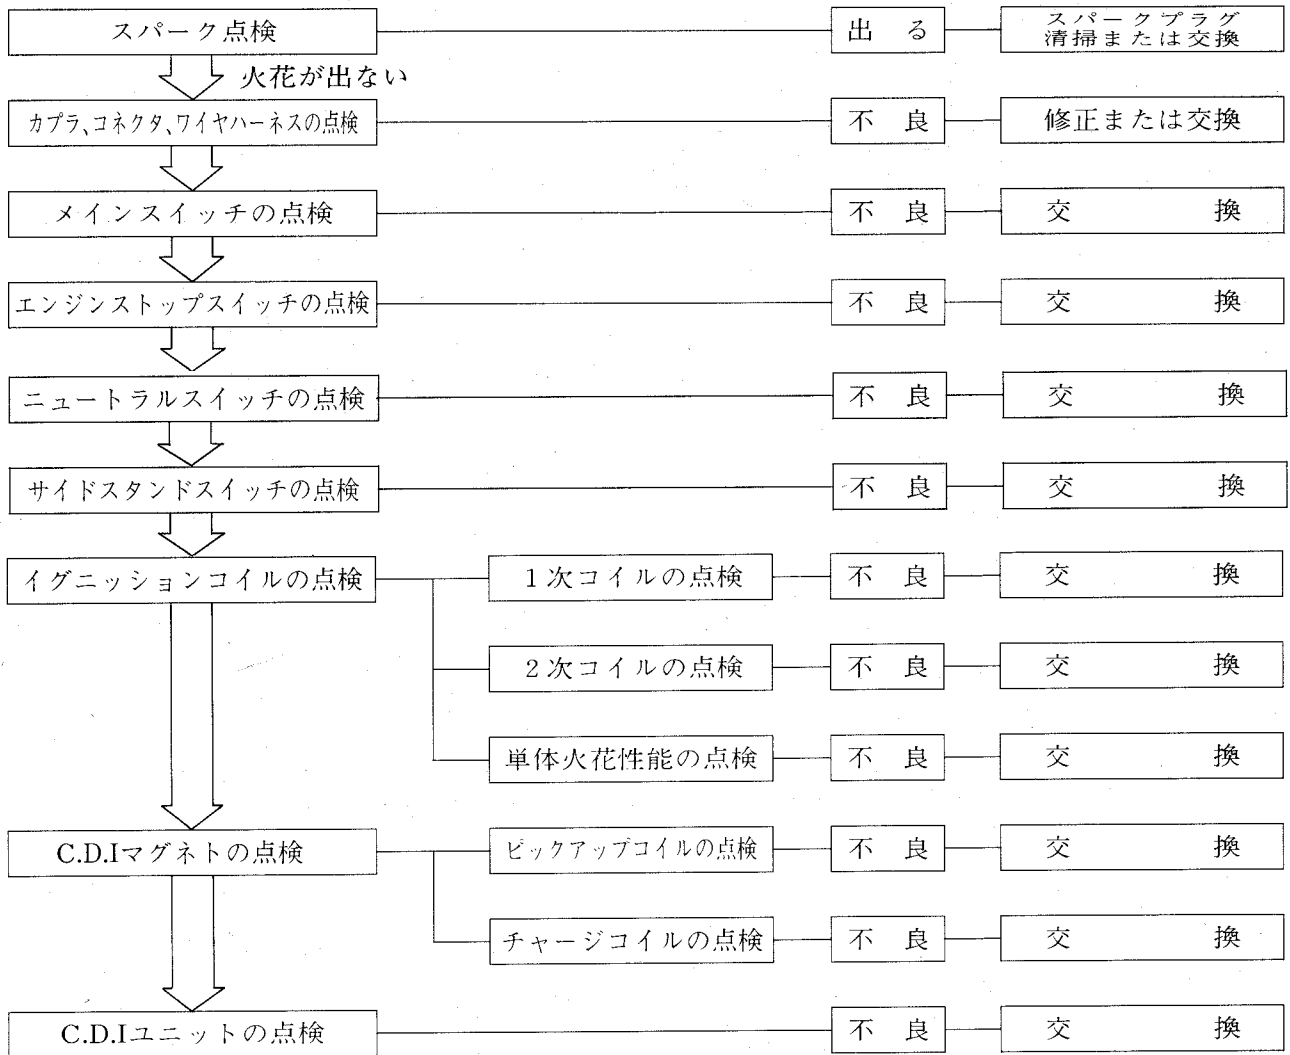 スパーク点検
出る
スパークプラグ
清掃または交換
火花が出ない
カプラ、コネクタ、ワイヤハーネスの点検
不良
修正または交換
メインスイッチの点検
不良
交換
エンジンストップスイッチの点検
不良
交換
ニュートラルスイッチの点検
不良
交換
サイドスタンドスイッチの点検
不良
交換
イグニッションコイルの点検
1次コイルの点検
不良
交換
2次コイルの点検
不良
交換
単体火花性能の点検
不良
交換
C.D.Iマグネトの点検
ピックアップコイルの点検
不良
交換
チャージコイルの点検
不良
交換
C.D.Iユニットの点検
不良
交換